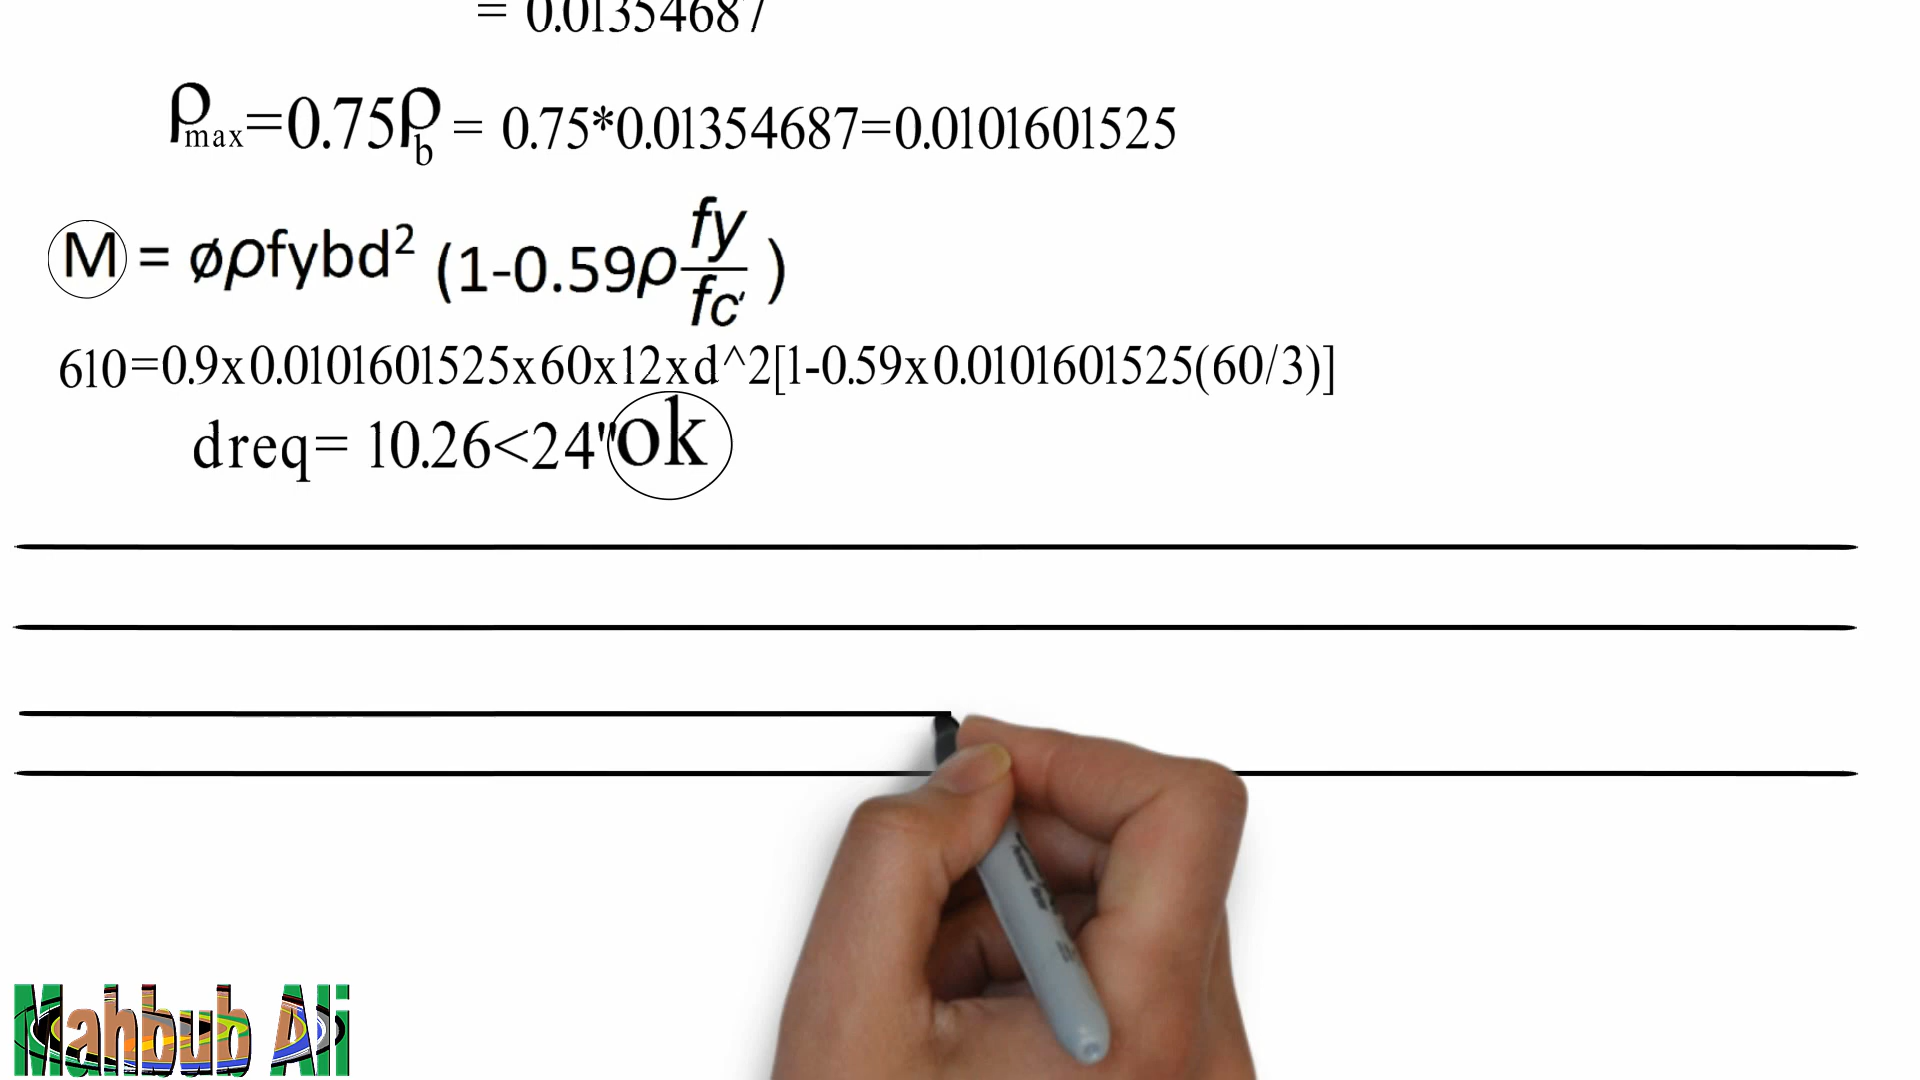 = 0.01354687
ρmax=0.75ρb = 0.75*0.01354687=0.0101601525
M = øρfybd² (1-0.59ρ fy/fc′ )
610=0.9x0.0101601525x60x12xd^2[1-0.59x0.0101601525(60/3)]
dreq= 10.26<24"ok
Mahbub Ali